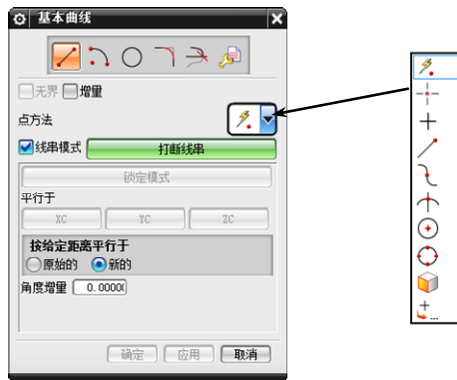 基本曲线
无界 增量
点方法
线串模式 打断线串
锁定模式
平行于
XC YC ZC
按给定距离平行于
原始的 新的
角度增量 0.0000
确定 应用 取消